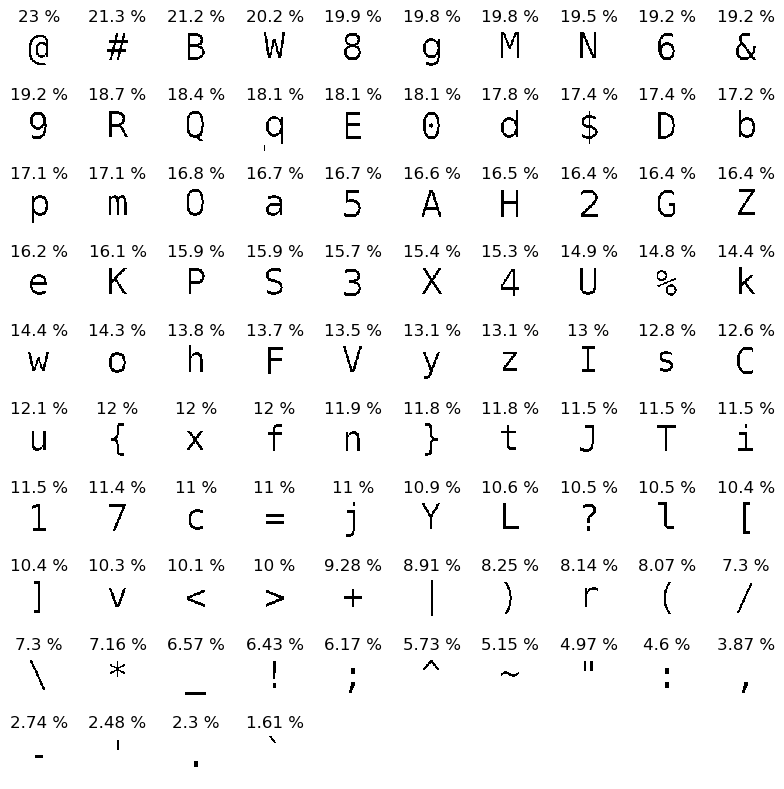 23 % 21.3 % 21.2 % 20.2 % 19.9 % 19.8 % 19.8 % 19.5 % 19.2 % 19.2 %
@ # B W 8 g M N 6 &
19.2 % 18.7 % 18.4 % 18.1 % 18.1 % 18.1 % 17.8 % 17.4 % 17.4 % 17.2 %
9 R Q q E 0 d $ D b
17.1 % 17.1 % 16.8 % 16.7 % 16.7 % 16.6 % 16.5 % 16.4 % 16.4 % 16.4 %
p m O a 5 A H 2 G Z
16.2 % 16.1 % 15.9 % 15.9 % 15.7 % 15.4 % 15.3 % 14.9 % 14.8 % 14.4 %
e K P S 3 X 4 U % k
14.4 % 14.3 % 13.8 % 13.7 % 13.5 % 13.1 % 13.1 % 13 % 12.8 % 12.6 %
w o h F V y z I s C
12.1 % 12 % 12 % 12 % 11.9 % 11.8 % 11.8 % 11.5 % 11.5 % 11.5 %
u { x f n } t J T i
11.5 % 11.4 % 11 % 11 % 11 % 10.9 % 10.6 % 10.5 % 10.5 % 10.4 %
1 7 c = j Y L ? l [
10.4 % 10.3 % 10.1 % 10 % 9.28 % 8.91 % 8.25 % 8.14 % 8.07 % 7.3 %
] v < > + | ) r ( /
7.3 % 7.16 % 6.57 % 6.43 % 6.17 % 5.73 % 5.15 % 4.97 % 4.6 % 3.87 %
\ * _ ! ; ^ ~ " : ,
2.74 % 2.48 % 2.3 % 1.61 %
- ' . `